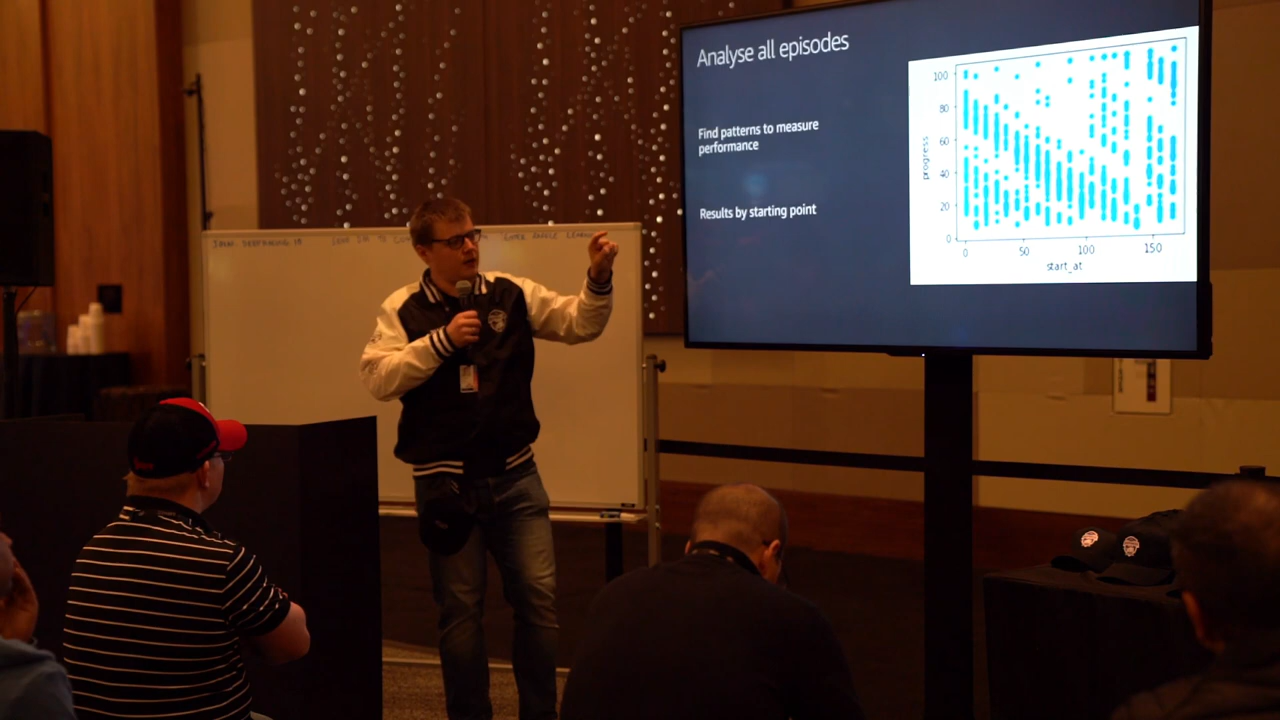 Analyse all episodes
Find patterns to measure
performance
Results by starting point
100
80
60
40
20
0
progress
0 50 100 150
start_at